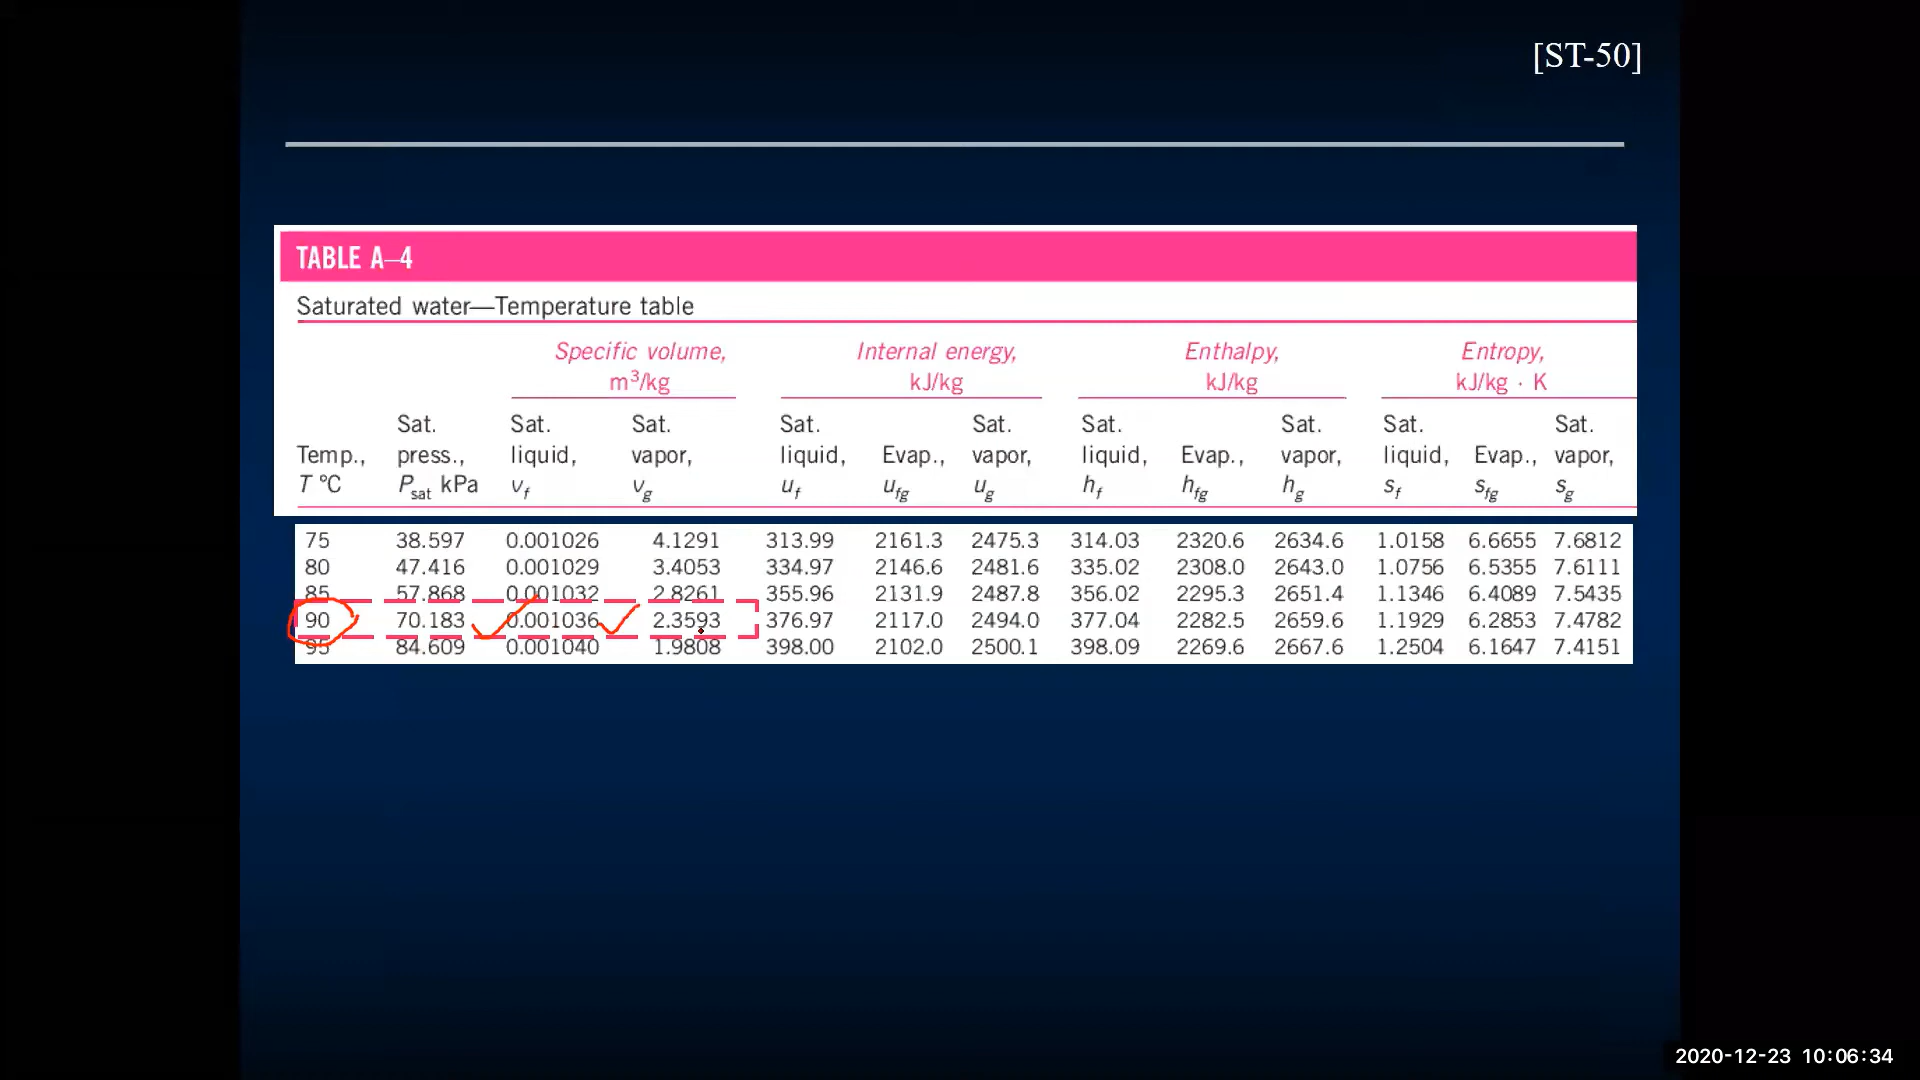 [ST-50]
TABLE A–4
Saturated water—Temperature table
Specific volume, Internal energy, Enthalpy, Entropy,
m³/kg kJ/kg kJ/kg kJ/kg · K
Sat. Sat. Sat. Sat. Sat. Sat. Sat. Sat. Sat.
Temp., press., liquid, vapor, liquid, Evap., vapor, liquid, Evap., vapor, liquid, Evap., vapor,
T °C Psat kPa vf vg uf ufg ug hf hfg hg sf sfg sg
75 38.597 0.001026 4.1291 313.99 2161.3 2475.3 314.03 2320.6 2634.6 1.0158 6.6655 7.6812
80 47.416 0.001029 3.4053 334.97 2146.6 2481.6 335.02 2308.0 2643.0 1.0756 6.5355 7.6111
85 57.868 0.001032 2.8261 355.96 2131.9 2487.8 356.02 2295.3 2651.4 1.1346 6.4089 7.5435
90 70.183 0.001036 2.3593 376.97 2117.0 2494.0 377.04 2282.5 2659.6 1.1929 6.2853 7.4782
95 84.609 0.001040 1.9808 398.00 2102.0 2500.1 398.09 2269.6 2667.6 1.2504 6.1647 7.4151
2020-12-23 10:06:34